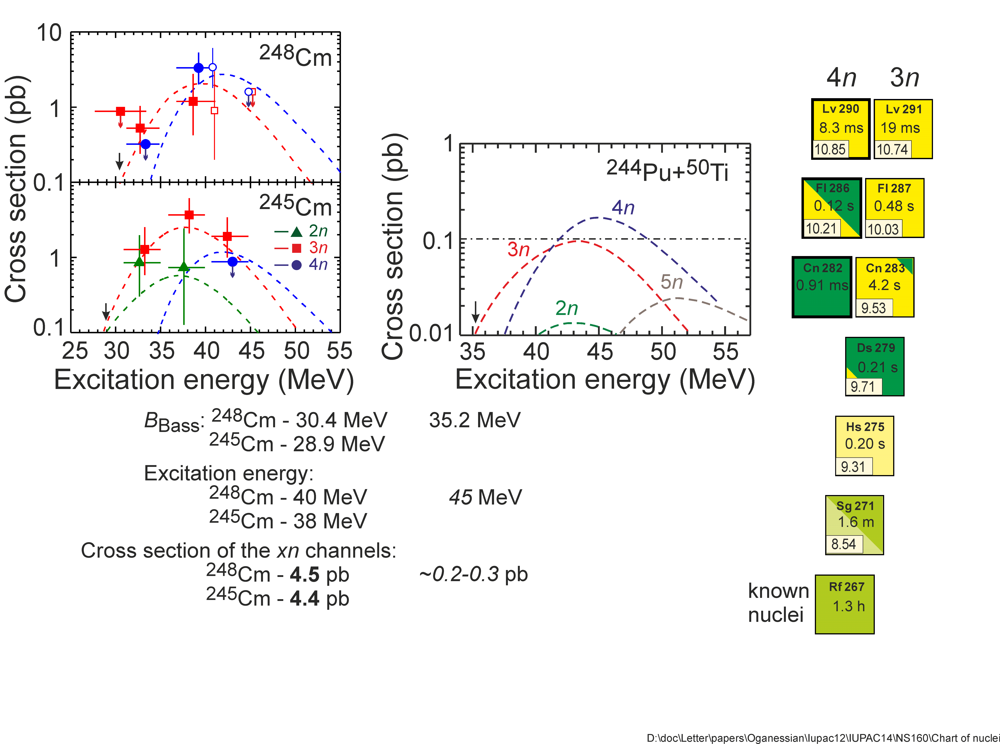 10
1
0.1
1
0.1
Cross section (pb)
248Cm
245Cm
2n
3n
4n
25 30 35 40 45 50 55
Excitation energy (MeV)
1
0.1
0.01
Cross section (pb)
244Pu+50Ti
4n
3n
5n
2n
35 40 45 50 55
Excitation energy (MeV)
BBass: 248Cm - 30.4 MeV 35.2 MeV
245Cm - 28.9 MeV
Excitation energy:
248Cm - 40 MeV 45 MeV
245Cm - 38 MeV
Cross section of the xn channels:
248Cm - 4.5 pb ~0.2-0.3 pb
245Cm - 4.4 pb
4n 3n
Lv 290
8.3 ms
10.85
Lv 291
19 ms
10.74
Fl 286
0.12 s
10.21
Fl 287
0.48 s
10.03
Cn 282
0.91 ms
Cn 283
4.2 s
9.53
Ds 279
0.21 s
9.71
Hs 275
0.20 s
9.31
Sg 271
1.6 m
8.54
known
nuclei
Rf 267
1.3 h
D:\doc\Letter\papers\Oganessian\Iupac12\IUPAC14\NS160\Chart of nuclei